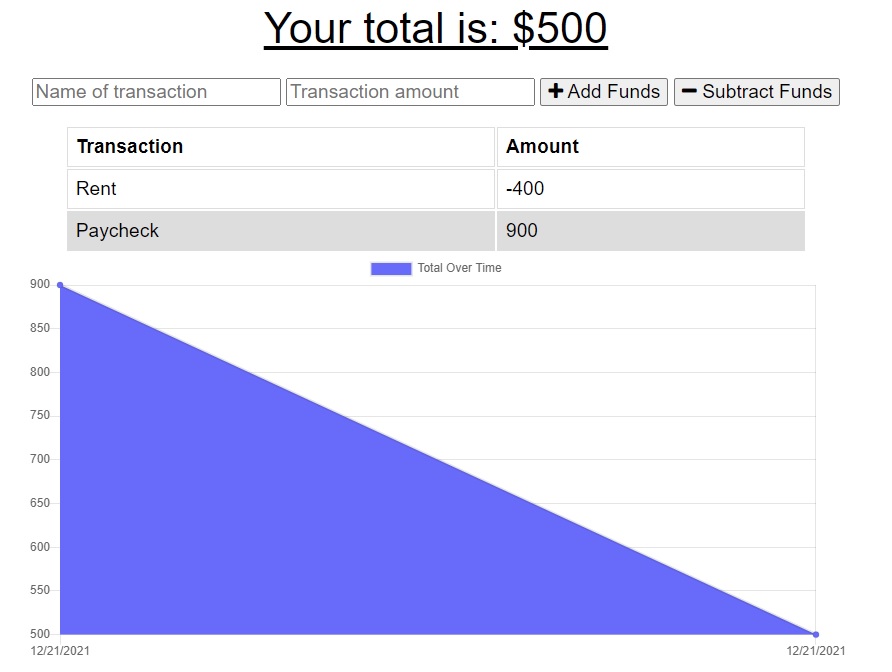 Your total is: $500
Name of transaction Transaction amount Add Funds Subtract Funds
Transaction Amount
Rent -400
Paycheck 900
Total Over Time
900
850
800
750
700
650
600
550
500
12/21/2021 12/21/2021